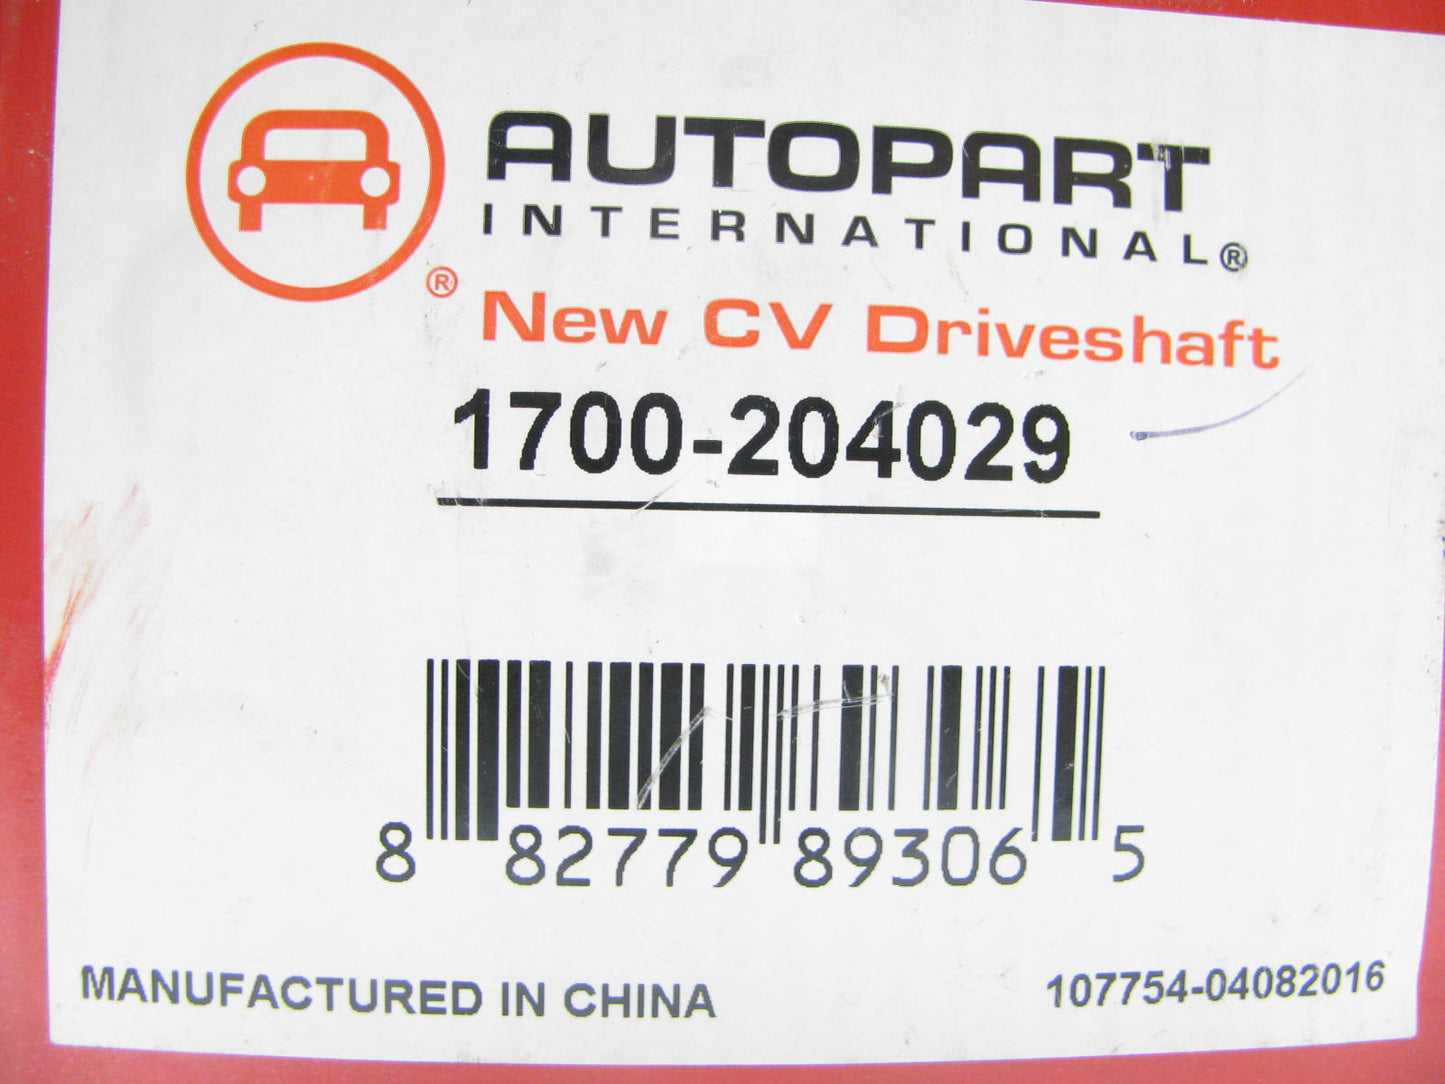 AUTOPART
INTERNATIONAL®
®
New CV Driveshaft
1700-204029
8 82779 89306 5
MANUFACTURED IN CHINA
107754-04082016